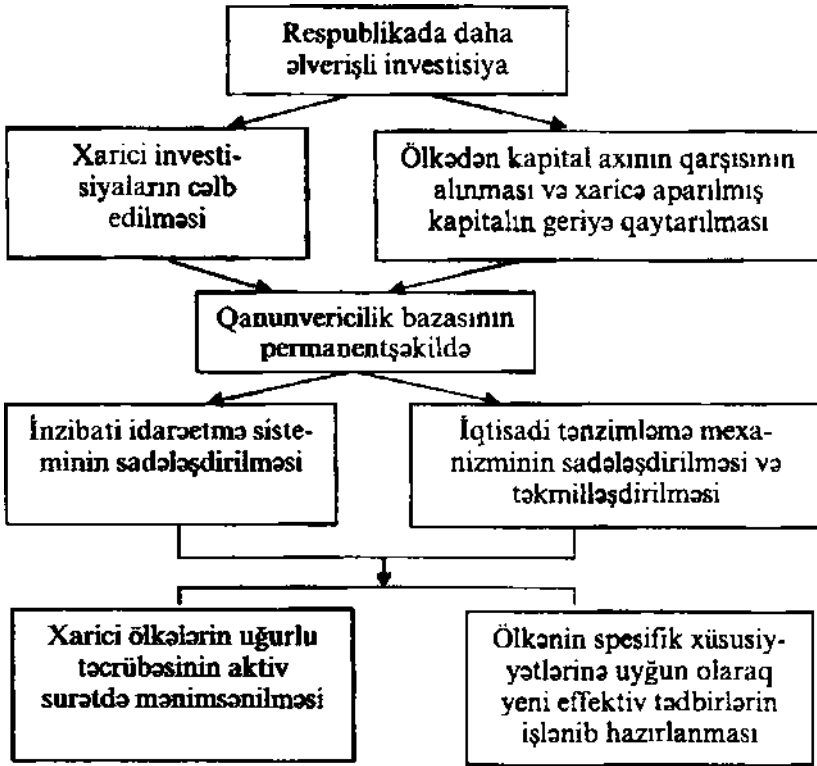 Respublikada daha
əlverişli investisiya
Xarici investi-
siyaların cəlb
edilməsi
Ölkədən kapital axının qarşısının
alınması və xaricə aparılmış
kapitalın geriyə qaytarılması
Qanunvericilik bazasının
permanentşəkildə
İnzibati idarəetmə siste-
minin sadələşdirilməsi
İqtisadi tənzimləmə mexa-
nizminin sadələşdirilməsi və
təkmilləşdirilməsi
Xarici ölkələrin uğurlu
təcrübəsinin aktiv
surətdə mənimsənilməsi
Ölkənin spesifik xüsusiy-
yətlərinə uyğun olaraq
yeni effektiv tədbirlərin
işlənib hazırlanması